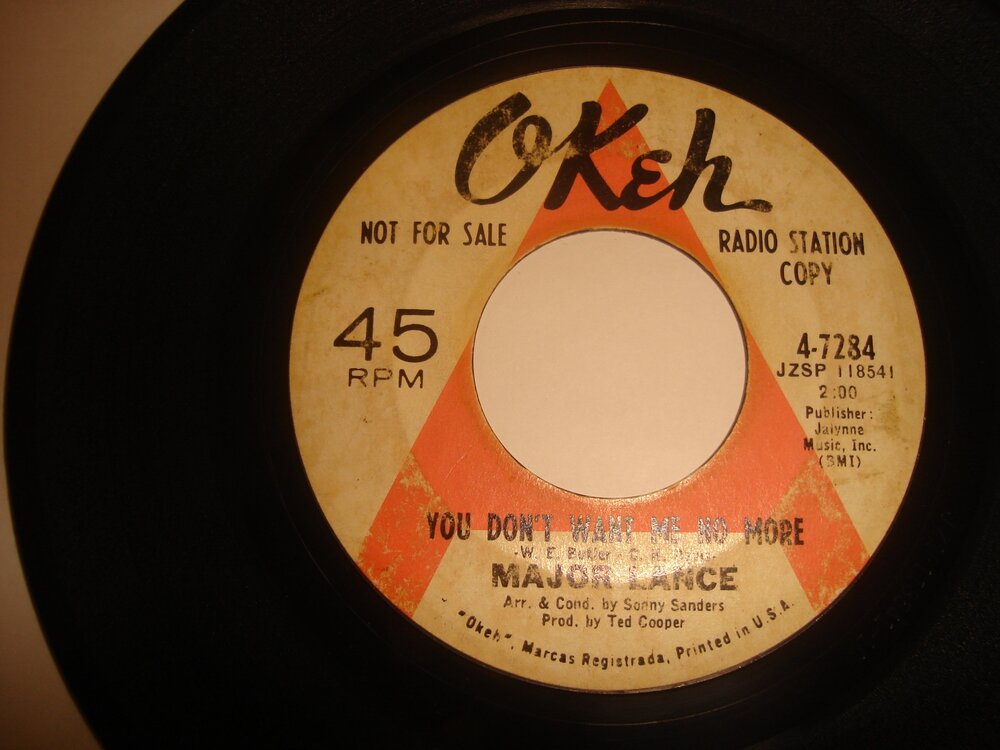 OKeh
NOT FOR SALE
RADIO STATION
COPY
45
RPM
4-7284
JZSP 118541
2:00
Publisher:
Jalynne
Music, Inc.
(BMI)
YOU DON'T WANT ME NO MORE
-W. E. Butler -
MAJOR LANCE
Arr. & Cond. by Sonny Sanders
Prod. by Ted Cooper
"Okeh", Marcas Registrada, Printed in U.S.A.